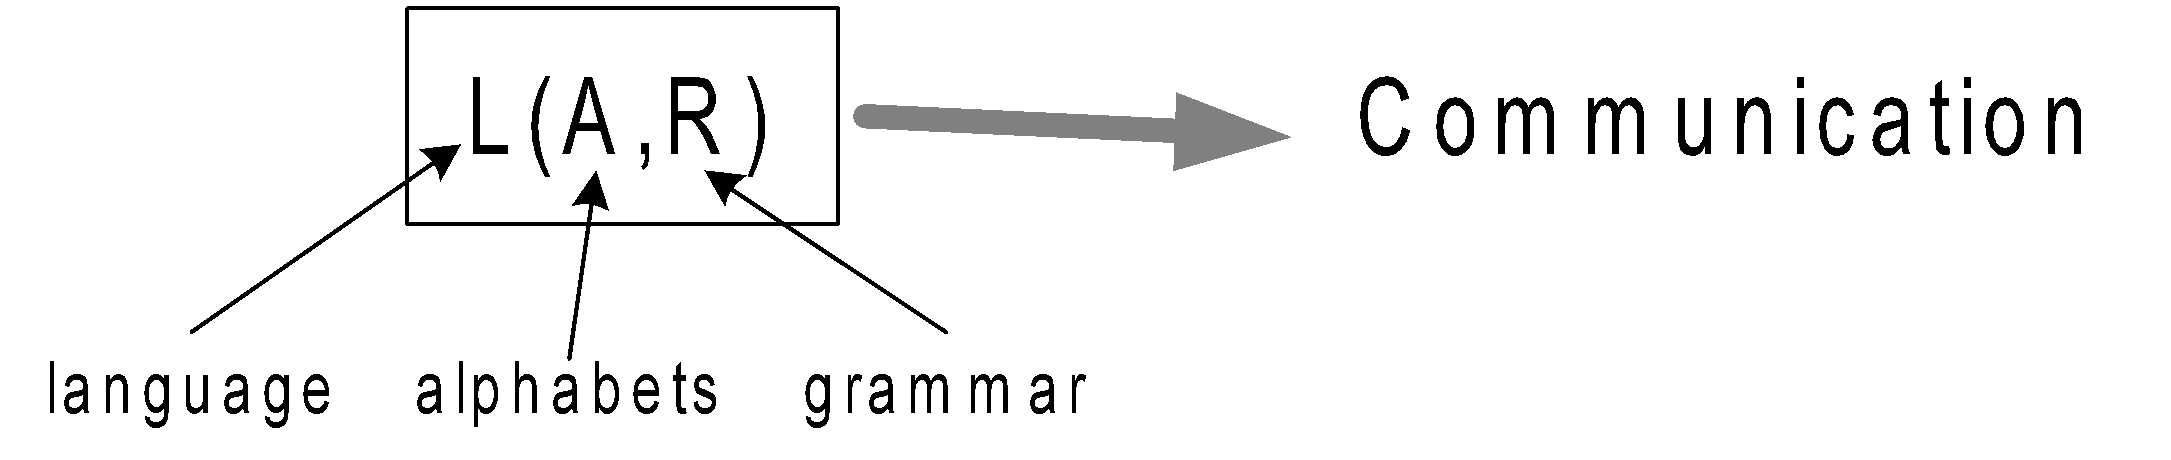 L(A,R) Communication
language alphabets grammar